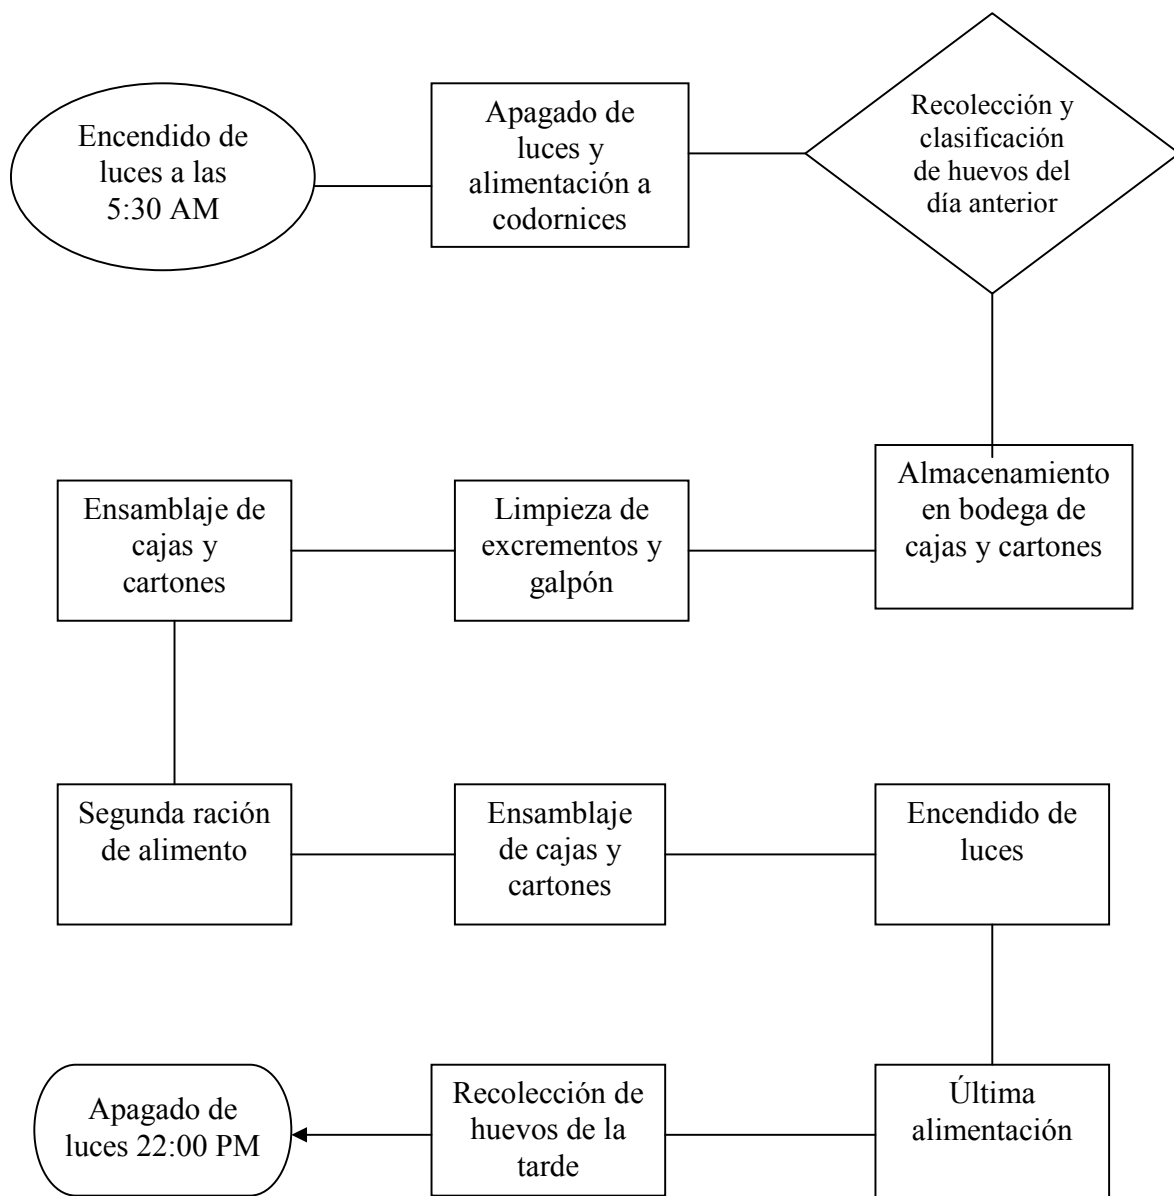 Encendido de
luces a las
5:30 AM
Apagado de
luces y
alimentación a
codornices
Recolección y
clasificación
de huevos del
día anterior
Almacenamiento
en bodega de
cajas y cartones
Limpieza de
excrementos y
galpón
Ensamblaje de
cajas y
cartones
Segunda ración
de alimento
Ensamblaje
de cajas y
cartones
Encendido de
luces
Última
alimentación
Recolección de
huevos de la
tarde
Apagado de
luces 22:00 PM